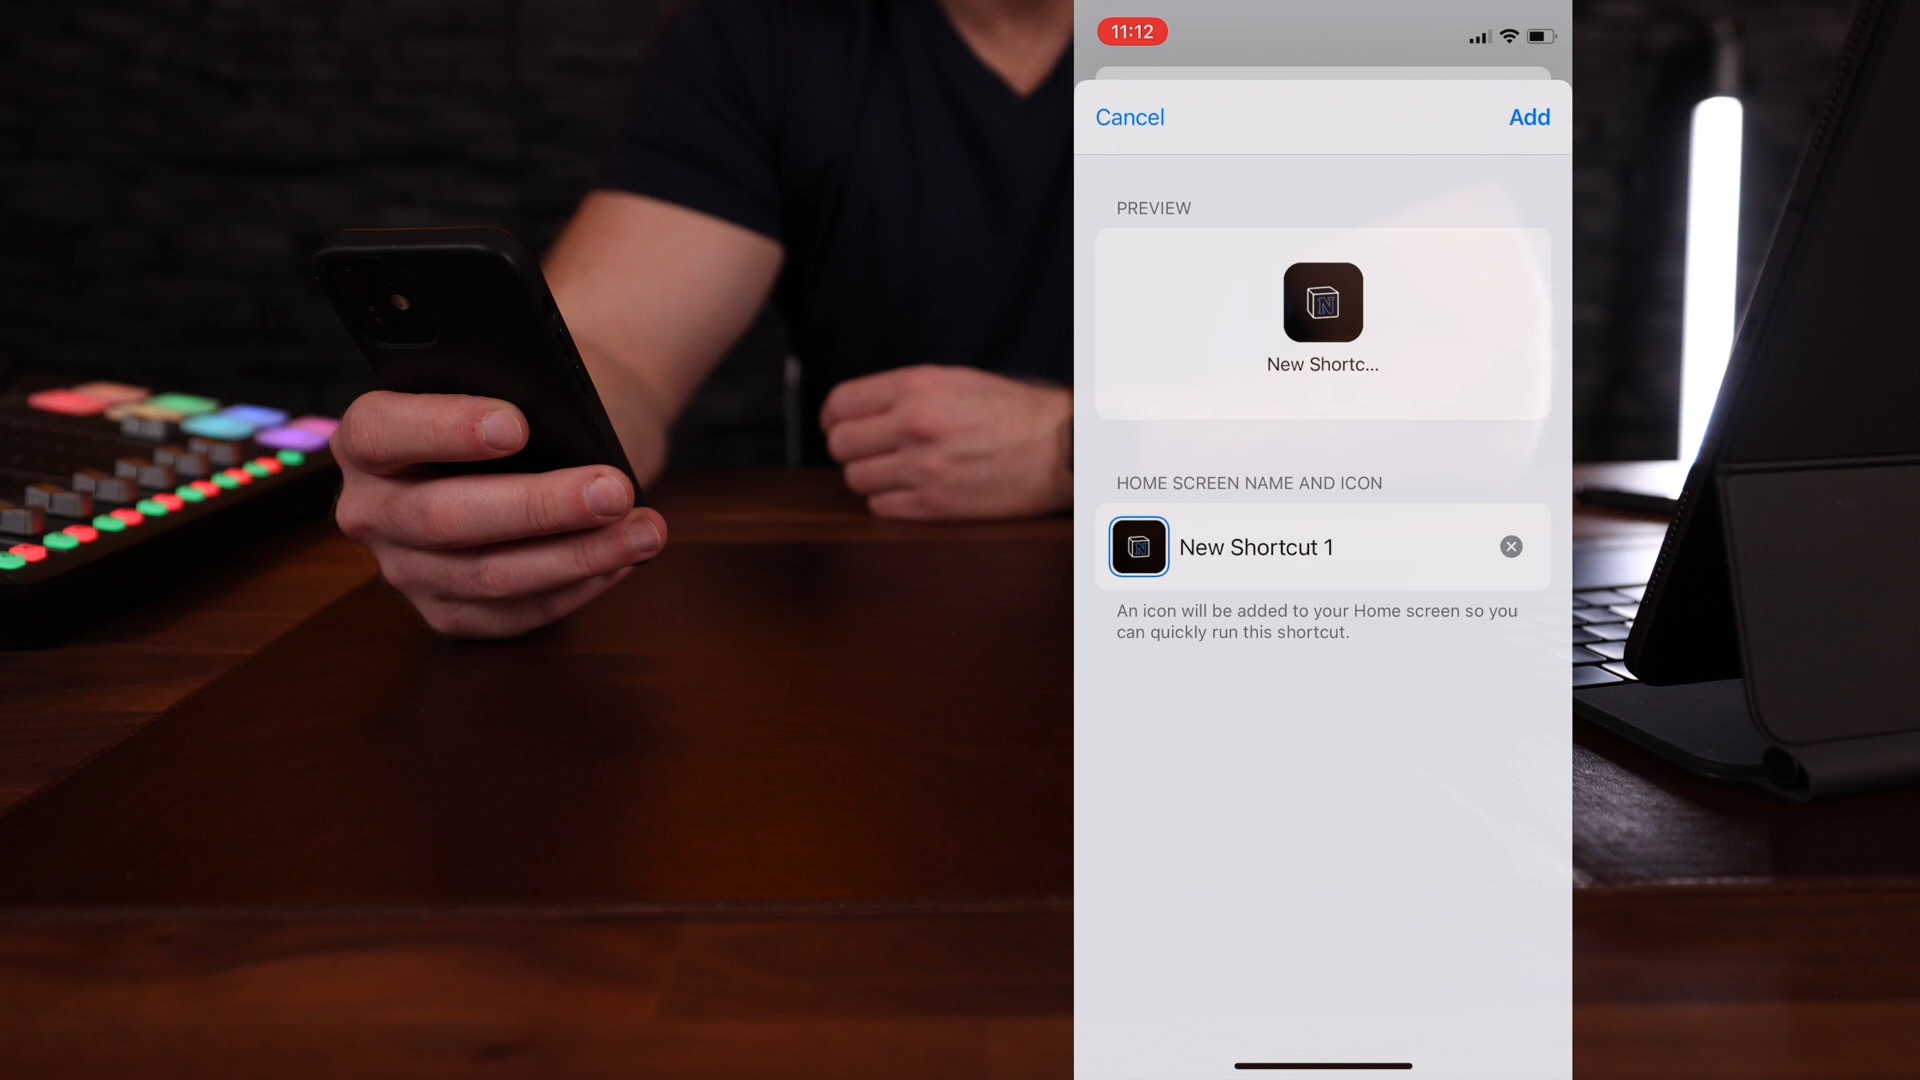 11:12
Cancel
Add
PREVIEW
N
New Shortc...
HOME SCREEN NAME AND ICON
N
New Shortcut 1
An icon will be added to your Home screen so you
can quickly run this shortcut.